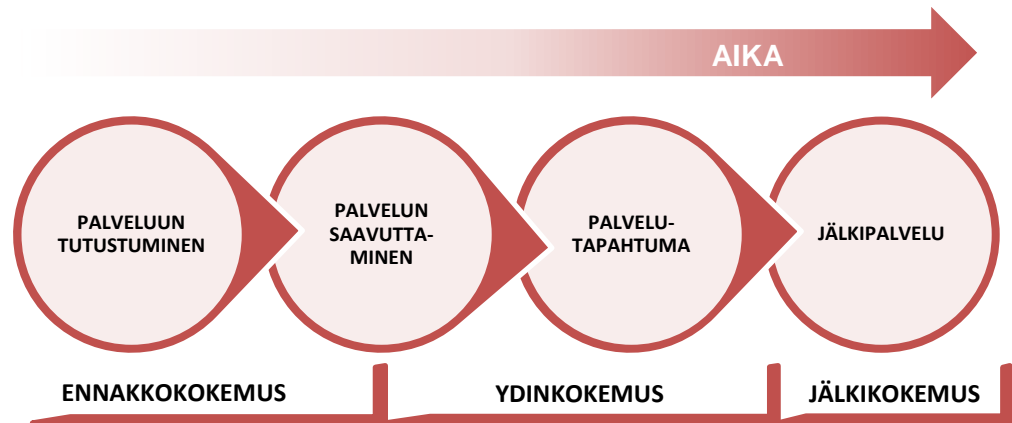 AIKA
PALVELUUN
TUTUSTUMINEN
PALVELUN
SAAVUTTA-
MINEN
PALVELU-
TAPAHTUMA
JÄLKIPALVELU
ENNAKKOKOKEMUS
YDINKOKEMUS
JÄLKIKOKEMUS